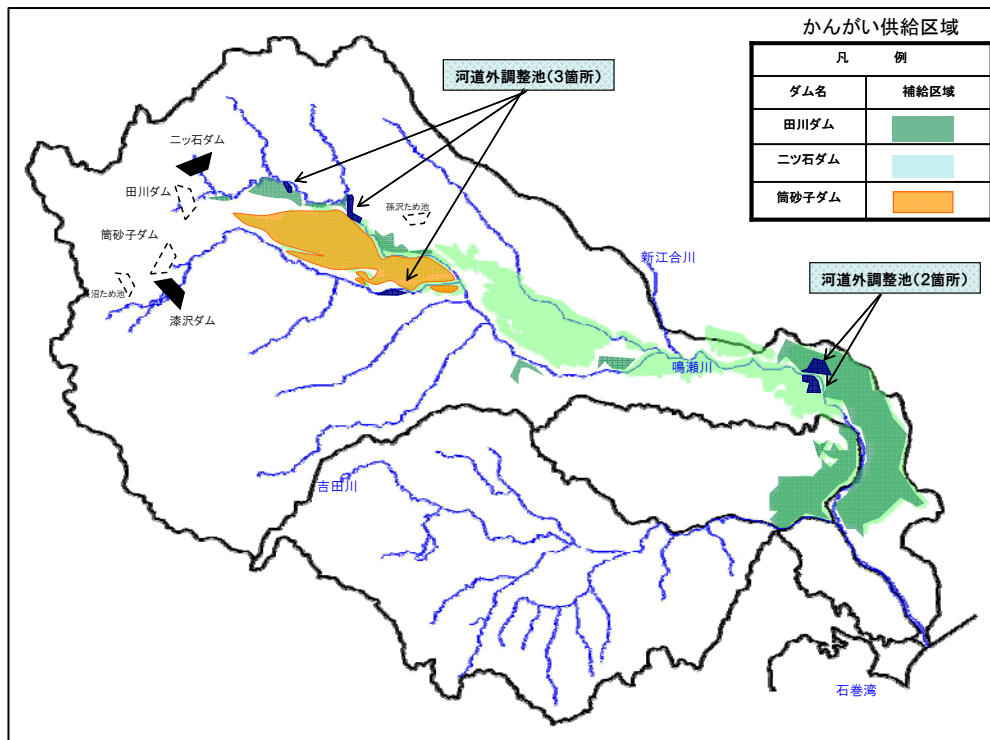 かんがい供給区域
凡 例
ダム名 補給区域
田川ダム
二ツ石ダム
筒砂子ダム
河道外調整池(3箇所)
二ツ石ダム
田川ダム
孫沢ため池
筒砂子ダム
沼ため池
漆沢ダム
新江合川
河道外調整池(2箇所)
鳴瀬川
吉田川
石巻湾